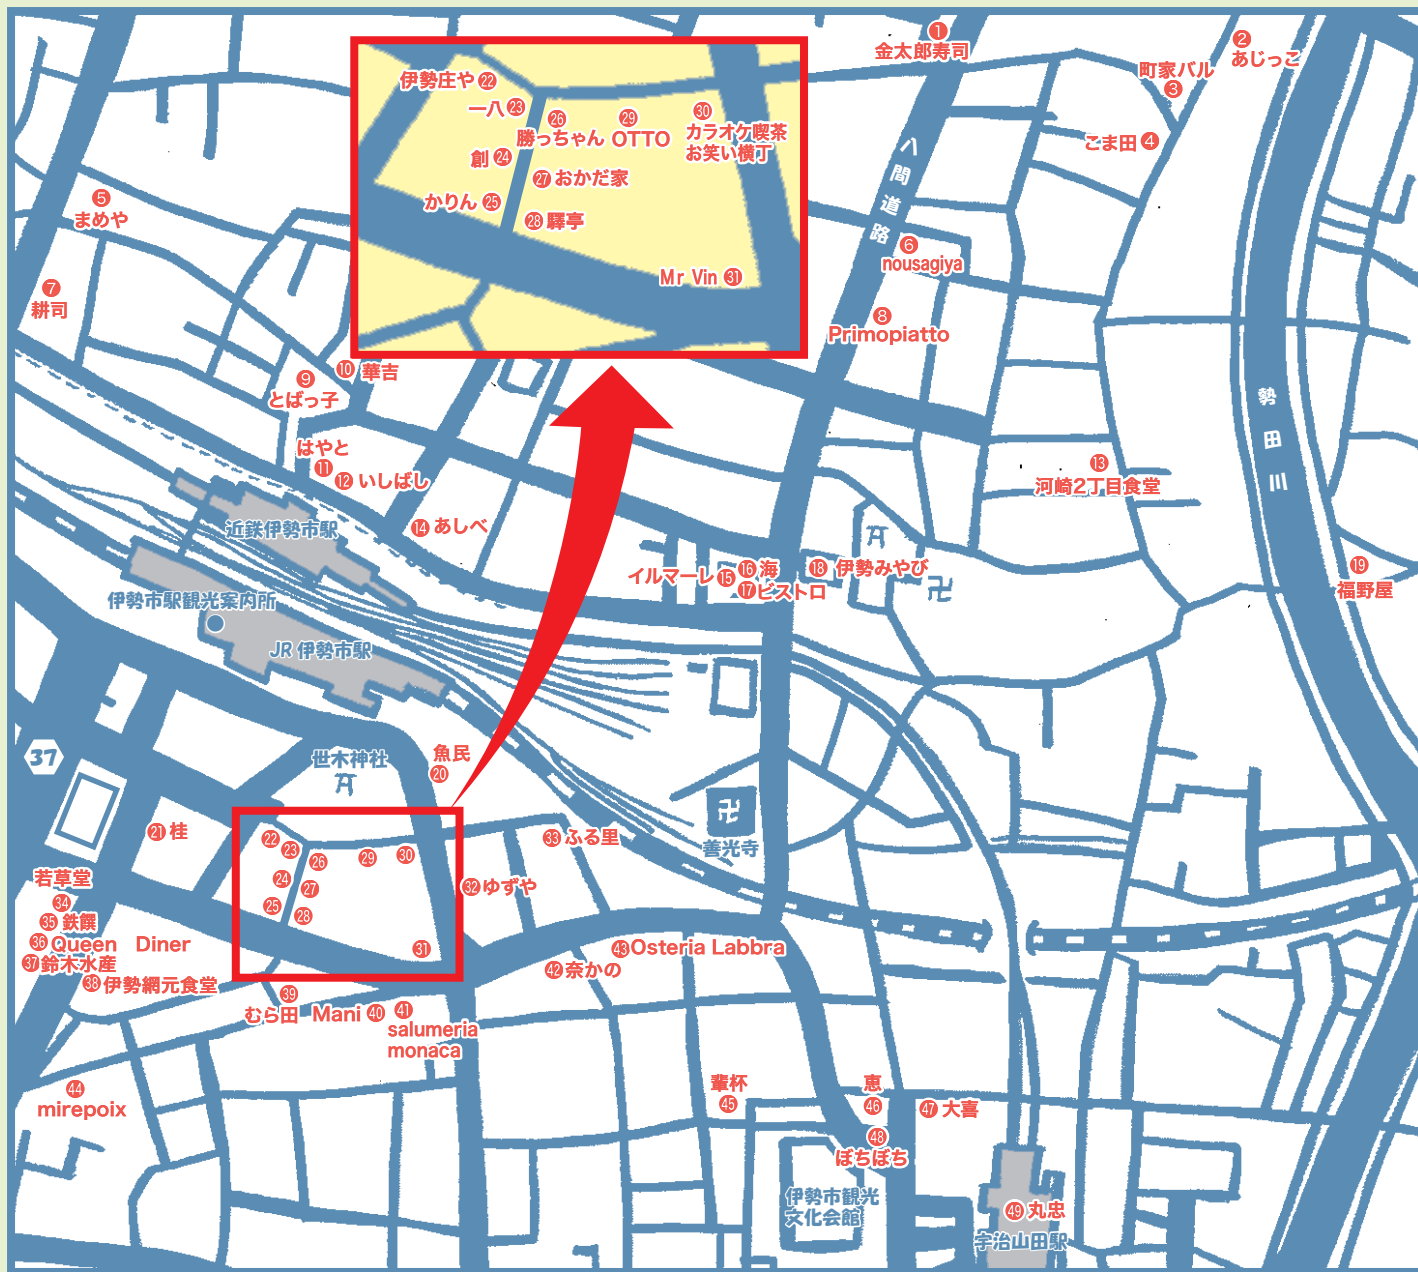 ① 金太郎寿司
② あじっこ
町家バル ③
こま田 ④
⑤ まめや
⑥ nousagiya
⑦ 耕司
⑧ Primopiatto
八間道路
勢田川
伊勢庄や ㉒
一八 ㉓
創 ㉔
かりん ㉕
㉖ 勝っちゃん
㉗ おかだ家
㉘ 驛亭
㉙ OTTO
㉚ カラオケ喫茶
お笑い横丁
Mr Vin ㉛
⑨ とばっ子
⑩ 華吉
はやと ⑪
⑫ いしばし
⑬ 河崎2丁目食堂
⑭ あしべ
イルマーレ ⑮
⑯ 海
⑰ ビストロ
⑱ 伊勢みやび
⑲ 福野屋
近鉄伊勢市駅
伊勢市駅観光案内所
JR 伊勢市駅
37
世木神社
魚民 ⑳
㉑ 桂
㉒
㉓
㉔
㉕
㉖
㉗
㉘
㉙
㉚
㉛
善光寺
㉜ ゆずや
㉝ ふる里
若草堂
㉞
㉟ 鉄饌
㊱ Queen Diner
㊲ 鈴木水産
㊳ 伊勢網元食堂
㊴ むら田
Mani ㊵
㊶ salumeria
monaca
㊷ 奈かの
㊸ Osteria Labbra
㊹ mirepoix
輩杯 ㊺
恵 ㊻
㊼ 大喜
㊽ ぼちぼち
伊勢市観光
文化会館
㊾ 丸忠
宇治山田駅